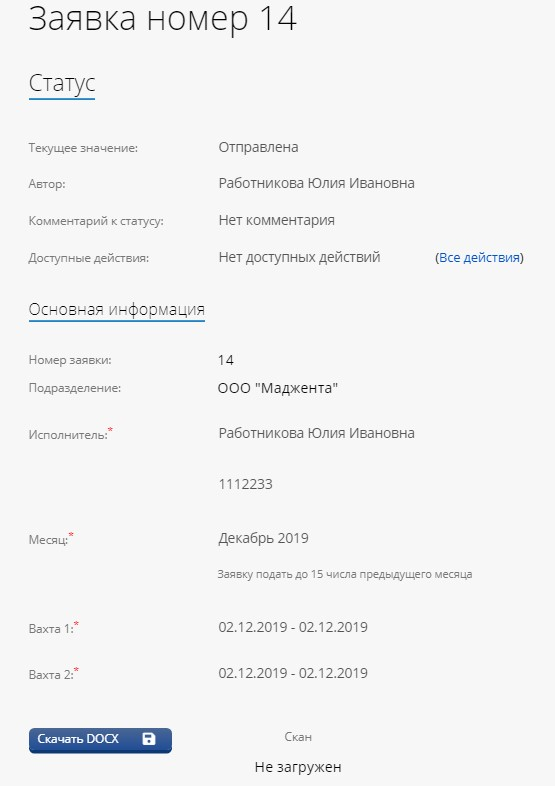 Заявка номер 14
Статус
Текущее значение: Отправлена
Автор: Работникова Юлия Ивановна
Комментарий к статусу: Нет комментария
Доступные действия: Нет доступных действий (Все действия)
Основная информация
Номер заявки: 14
Подразделение: ООО "Маджента"
Исполнитель:* Работникова Юлия Ивановна
1112233
Месяц:* Декабрь 2019
Заявку подать до 15 числа предыдущего месяца
Вахта 1:* 02.12.2019 - 02.12.2019
Вахта 2:* 02.12.2019 - 02.12.2019
Скачать DOCX Скан
Не загружен